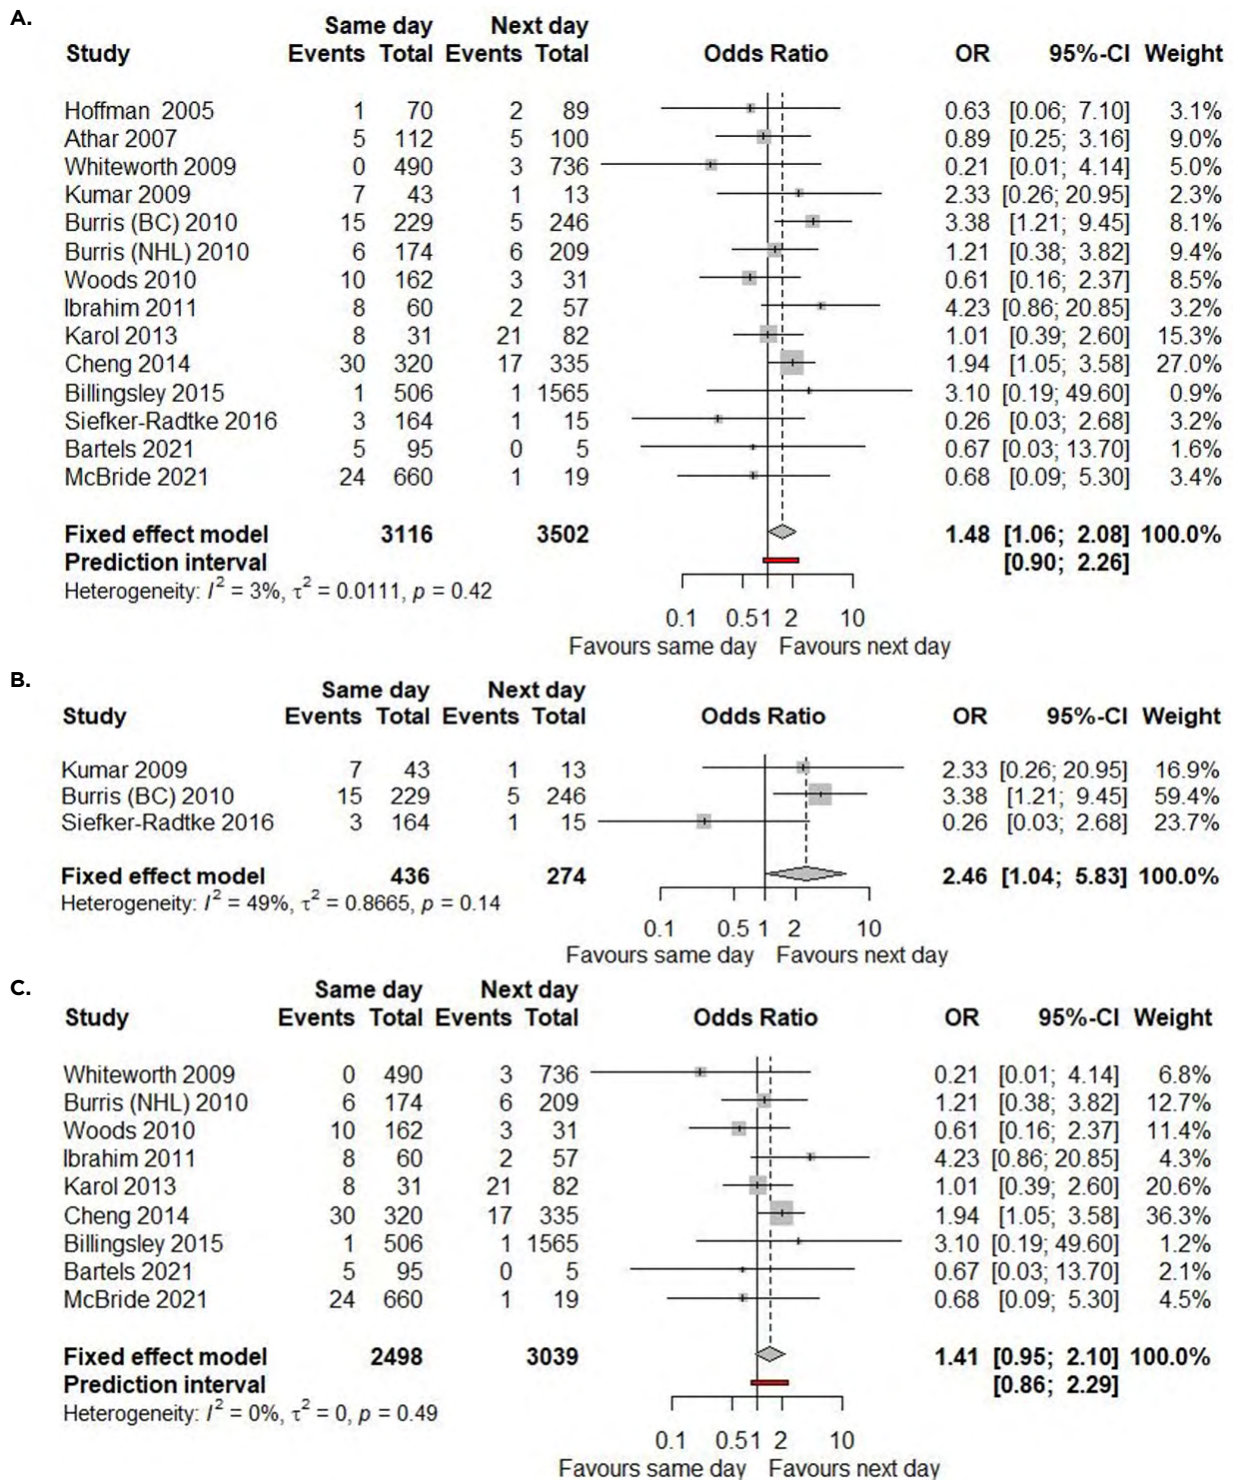 A.
Same day Next day
Study Events Total Events Total Odds Ratio OR 95%-CI Weight
Hoffman 2005 1 70 2 89 0.63 [0.06; 7.10] 3.1%
Athar 2007 5 112 5 100 0.89 [0.25; 3.16] 9.0%
Whiteworth 2009 0 490 3 736 0.21 [0.01; 4.14] 5.0%
Kumar 2009 7 43 1 13 2.33 [0.26; 20.95] 2.3%
Burris (BC) 2010 15 229 5 246 3.38 [1.21; 9.45] 8.1%
Burris (NHL) 2010 6 174 6 209 1.21 [0.38; 3.82] 9.4%
Woods 2010 10 162 3 31 0.61 [0.16; 2.37] 8.5%
Ibrahim 2011 8 60 2 57 4.23 [0.86; 20.85] 3.2%
Karol 2013 8 31 21 82 1.01 [0.39; 2.60] 15.3%
Cheng 2014 30 320 17 335 1.94 [1.05; 3.58] 27.0%
Billingsley 2015 1 506 1 1565 3.10 [0.19; 49.60] 0.9%
Siefker-Radtke 2016 3 164 1 15 0.26 [0.03; 2.68] 3.2%
Bartels 2021 5 95 0 5 0.67 [0.03; 13.70] 1.6%
McBride 2021 24 660 1 19 0.68 [0.09; 5.30] 3.4%
Fixed effect model 3116 3502 1.48 [1.06; 2.08] 100.0%
Prediction interval [0.90; 2.26]
Heterogeneity: I² = 3%, τ² = 0.0111, p = 0.42
0.1 0.5 1 2 10
Favours same day Favours next day
B.
Same day Next day
Study Events Total Events Total Odds Ratio OR 95%-CI Weight
Kumar 2009 7 43 1 13 2.33 [0.26; 20.95] 16.9%
Burris (BC) 2010 15 229 5 246 3.38 [1.21; 9.45] 59.4%
Siefker-Radtke 2016 3 164 1 15 0.26 [0.03; 2.68] 23.7%
Fixed effect model 436 274 2.46 [1.04; 5.83] 100.0%
Heterogeneity: I² = 49%, τ² = 0.8665, p = 0.14
0.1 0.5 1 2 10
Favours same day Favours next day
C.
Same day Next day
Study Events Total Events Total Odds Ratio OR 95%-CI Weight
Whiteworth 2009 0 490 3 736 0.21 [0.01; 4.14] 6.8%
Burris (NHL) 2010 6 174 6 209 1.21 [0.38; 3.82] 12.7%
Woods 2010 10 162 3 31 0.61 [0.16; 2.37] 11.4%
Ibrahim 2011 8 60 2 57 4.23 [0.86; 20.85] 4.3%
Karol 2013 8 31 21 82 1.01 [0.39; 2.60] 20.6%
Cheng 2014 30 320 17 335 1.94 [1.05; 3.58] 36.3%
Billingsley 2015 1 506 1 1565 3.10 [0.19; 49.60] 1.2%
Bartels 2021 5 95 0 5 0.67 [0.03; 13.70] 2.1%
McBride 2021 24 660 1 19 0.68 [0.09; 5.30] 4.5%
Fixed effect model 2498 3039 1.41 [0.95; 2.10] 100.0%
Prediction interval [0.86; 2.29]
Heterogeneity: I² = 0%, τ² = 0, p = 0.49
0.1 0.5 1 2 10
Favours same day Favours next day